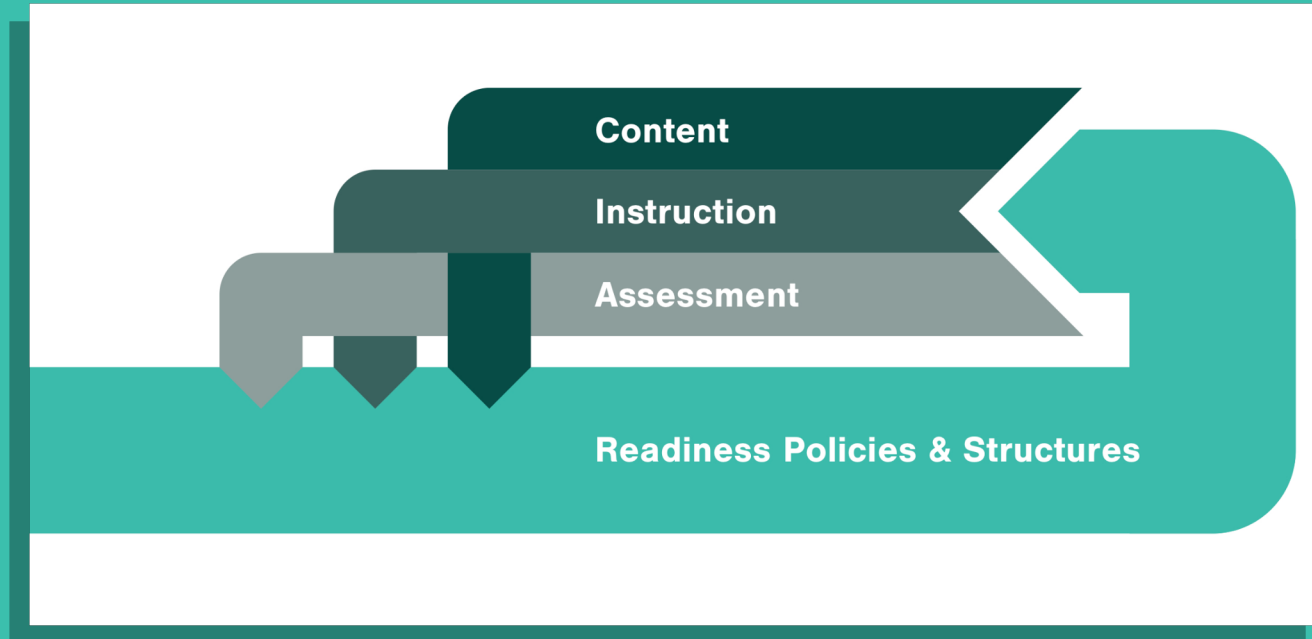 Content
Instruction
Assessment
Readiness Policies & Structures